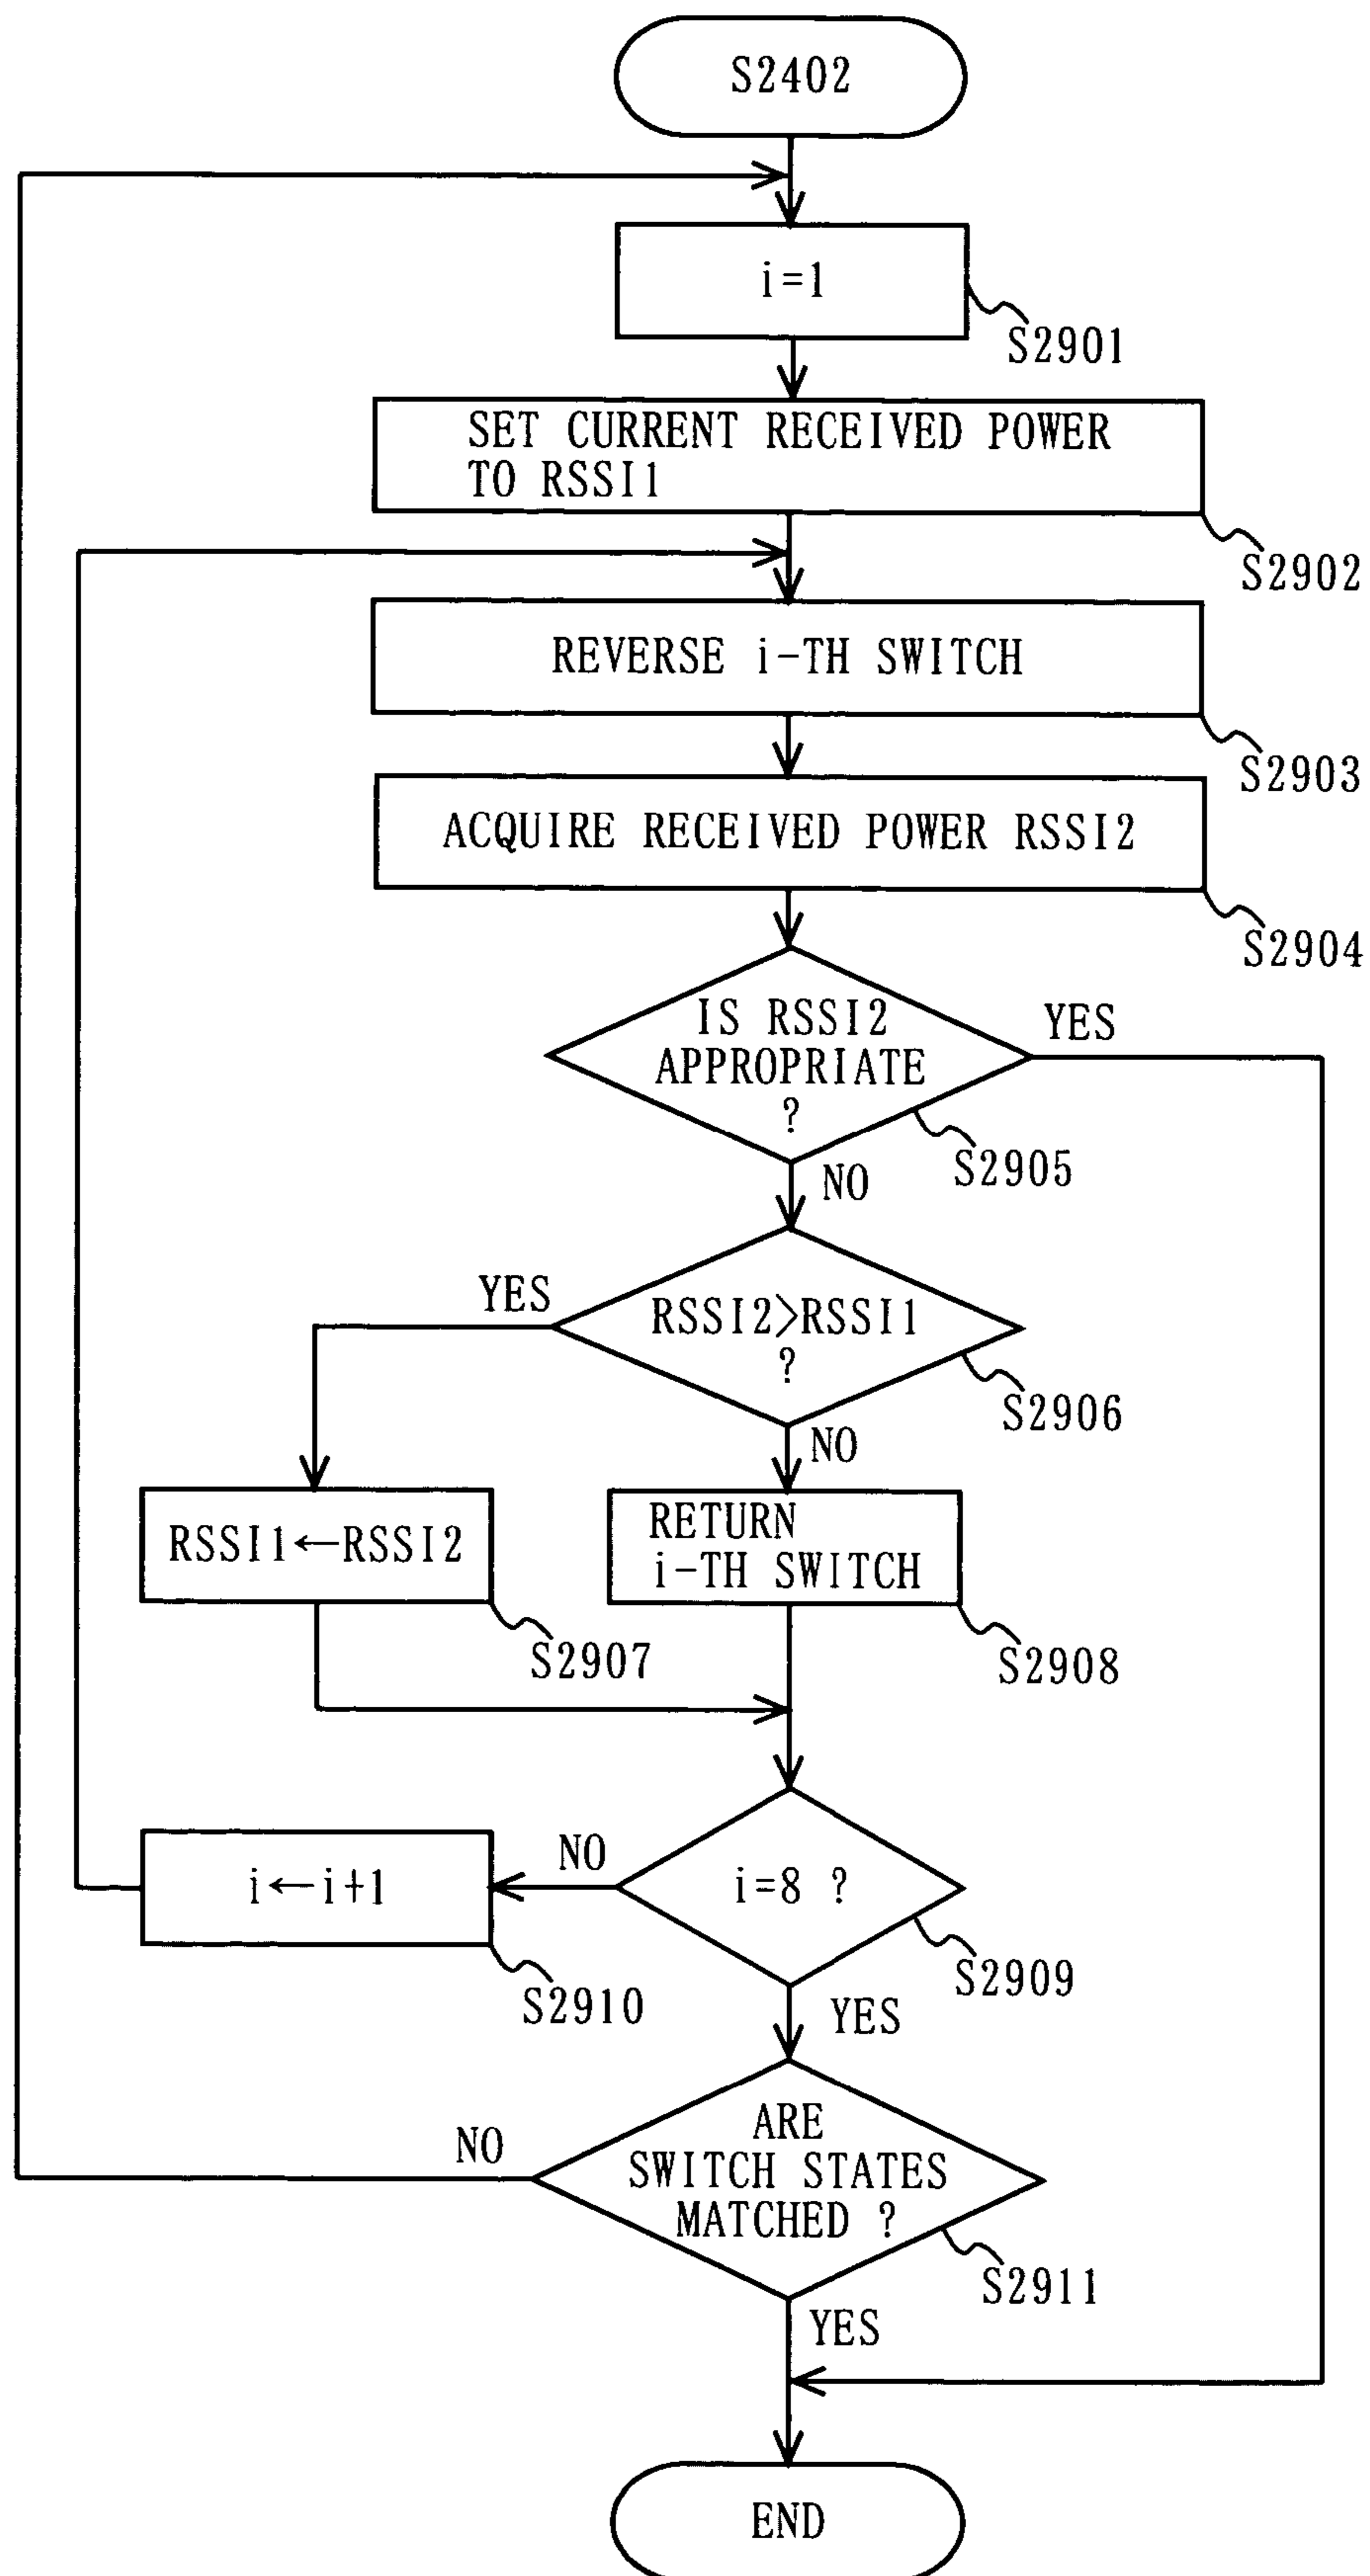 S2402
i=1
S2901
SET CURRENT RECEIVED POWER
TO RSSI1
S2902
REVERSE i-TH SWITCH
S2903
ACQUIRE RECEIVED POWER RSSI2
S2904
IS RSSI2
APPROPRIATE
?
YES
S2905
NO
RSSI2>RSSI1
?
YES
S2906
NO
RSSI1←RSSI2
S2907
RETURN
i-TH SWITCH
S2908
i=8 ?
NO
S2909
i←i+1
S2910
YES
ARE
SWITCH STATES
MATCHED ?
NO
S2911
YES
END